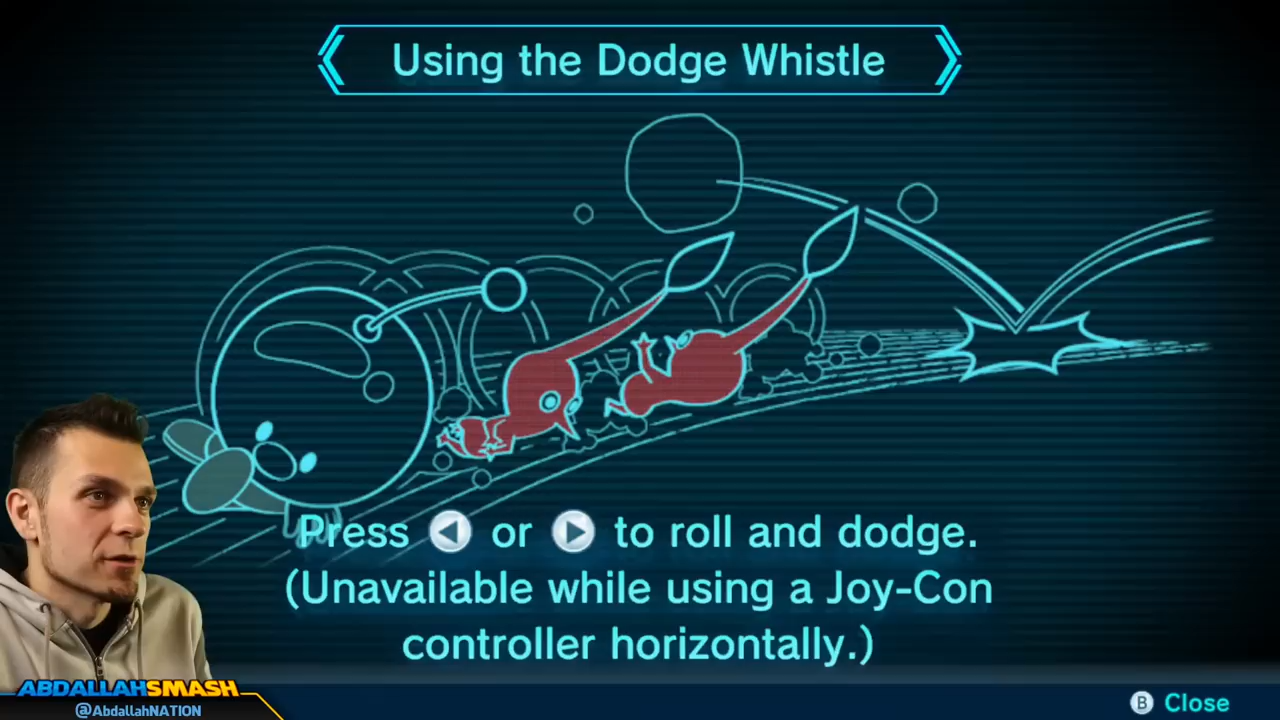 Using the Dodge Whistle
Press or to roll and dodge.
(Unavailable while using a Joy-Con
controller horizontally.)
ABDALLAHSMASH
@AbdallahNATION
B Close